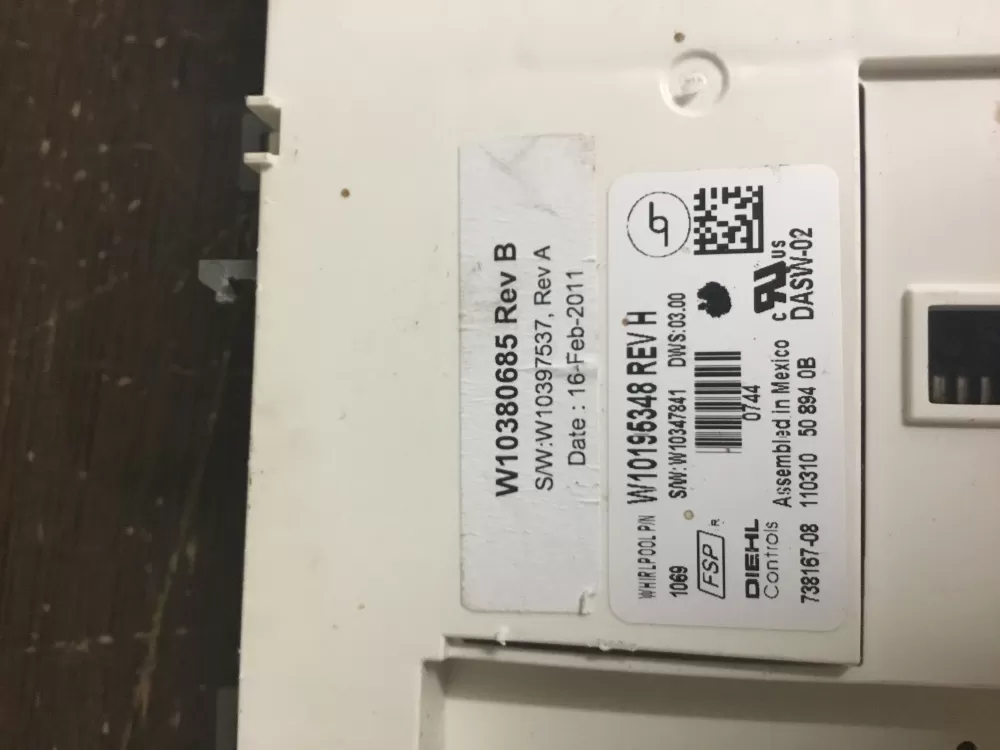 W10380685 Rev B
S/W:W10397537, Rev A
Date : 16-Feb-2011
WHIRLPOOL P/N W10195348 REV H
1069 S/W:W10347841 DWS:03.00
FSP R
0744
DIEHL
Controls
Assembled in Mexico
c RU US
DASW-02
738167-08 110310 50 894 0B